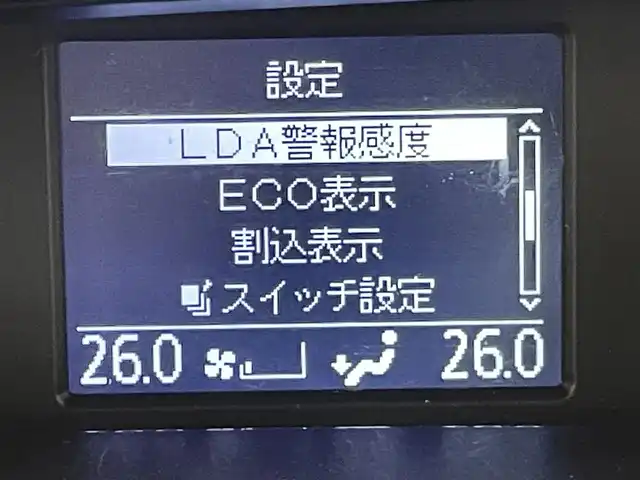 設定
LDA警報感度
ECO表示
割込表示
スイッチ設定
26.0 26.0